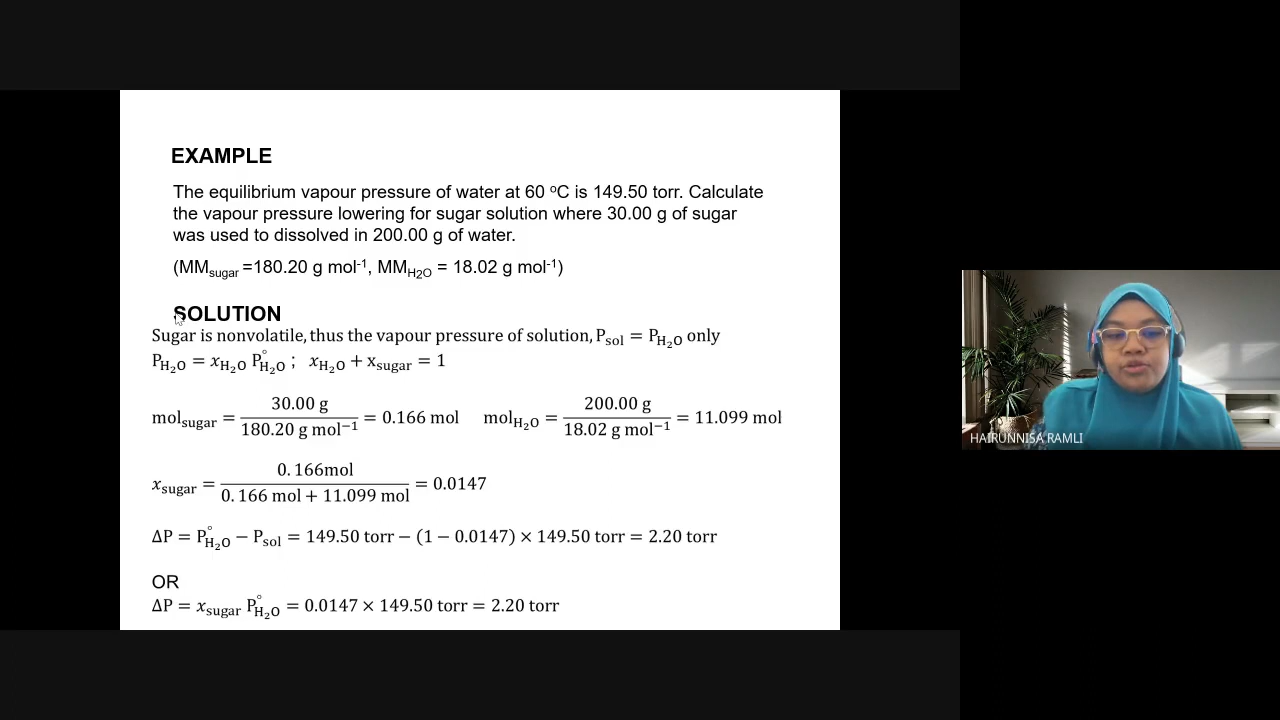 EXAMPLE
The equilibrium vapour pressure of water at 60 °C is 149.50 torr. Calculate
the vapour pressure lowering for sugar solution where 30.00 g of sugar
was used to dissolved in 200.00 g of water.
(MM_sugar =180.20 g mol⁻¹, MM_H₂O = 18.02 g mol⁻¹)
SOLUTION
Sugar is nonvolatile, thus the vapour pressure of solution, P_sol = P_H₂O only
P_H₂O = x_H₂O P°_H₂O ; x_H₂O + x_sugar = 1
mol_sugar = 30.00 g / 180.20 g mol⁻¹ = 0.166 mol mol_H₂O = 200.00 g / 18.02 g mol⁻¹ = 11.099 mol
x_sugar = 0.166mol / 0.166 mol + 11.099 mol = 0.0147
ΔP = P°_H₂O − P_sol = 149.50 torr − (1 − 0.0147) × 149.50 torr = 2.20 torr
OR
ΔP = x_sugar P°_H₂O = 0.0147 × 149.50 torr = 2.20 torr
HAIRUNNISA RAMLI